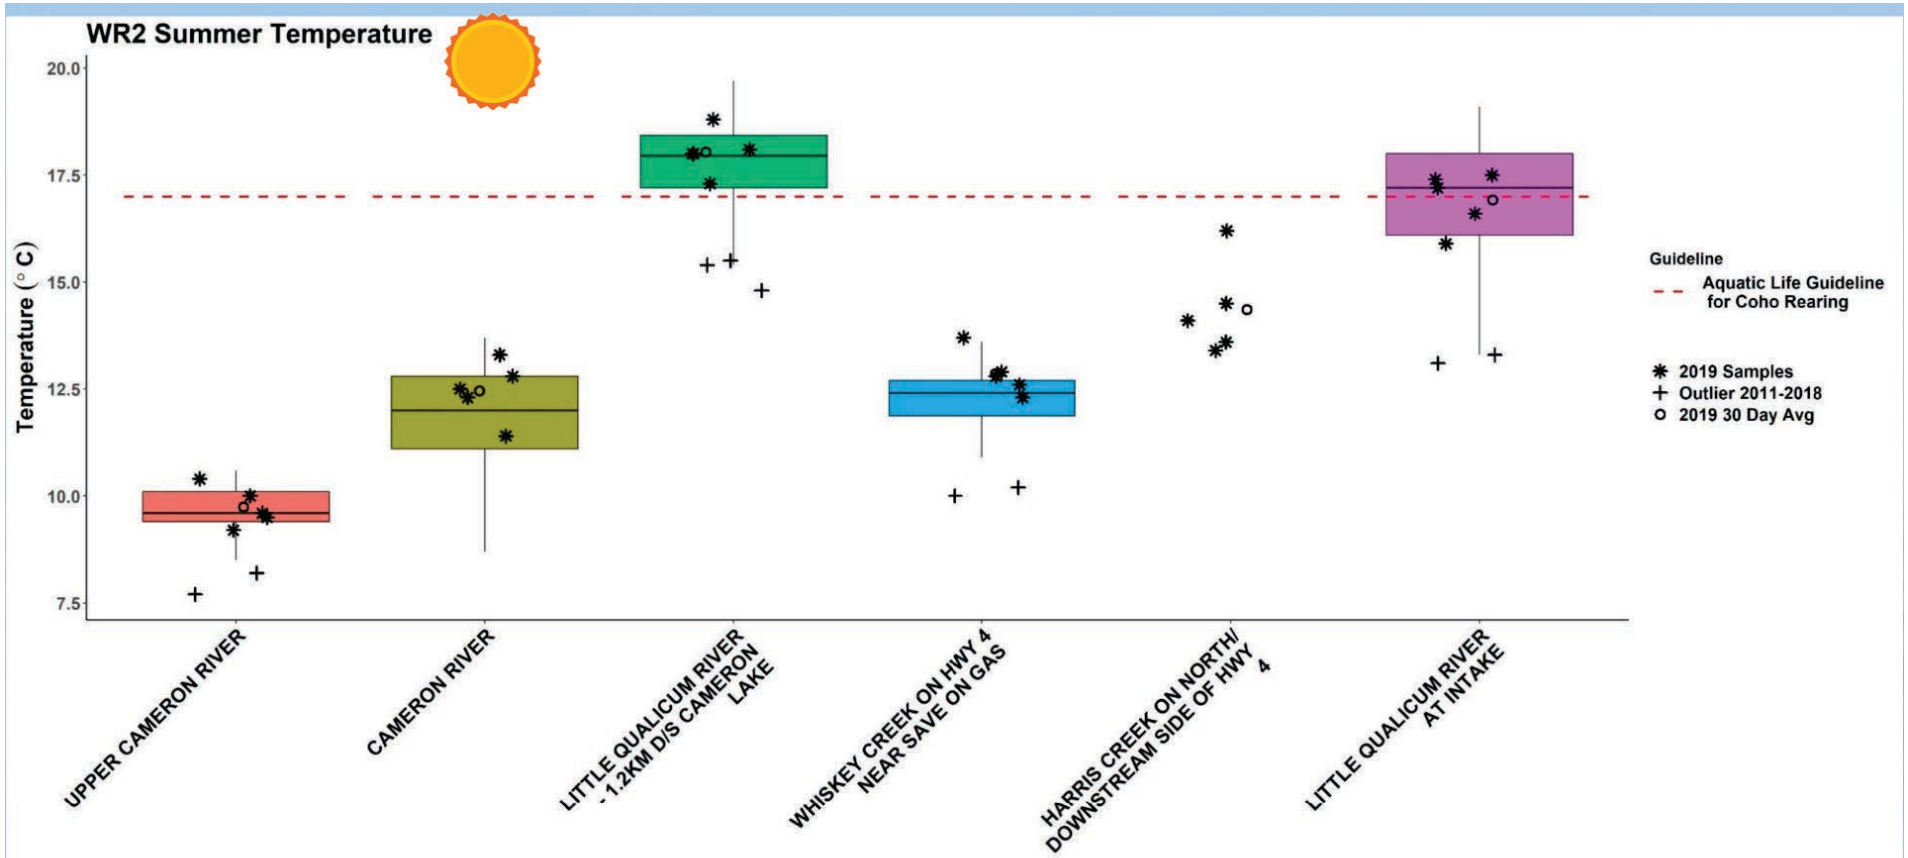 WR2 Summer Temperature
20.0
17.5
15.0
12.5
10.0
7.5
Temperature (° C)
UPPER CAMERON RIVER
CAMERON RIVER
LITTLE QUALICUM RIVER
- 1.2KM D/S CAMERON
LAKE
WHISKEY CREEK ON HWY 4
NEAR SAVE ON GAS
HARRIS CREEK ON NORTH/
DOWNSTREAM SIDE OF HWY
4
LITTLE QUALICUM RIVER
AT INTAKE
Guideline
Aquatic Life Guideline
for Coho Rearing
2019 Samples
Outlier 2011-2018
2019 30 Day Avg